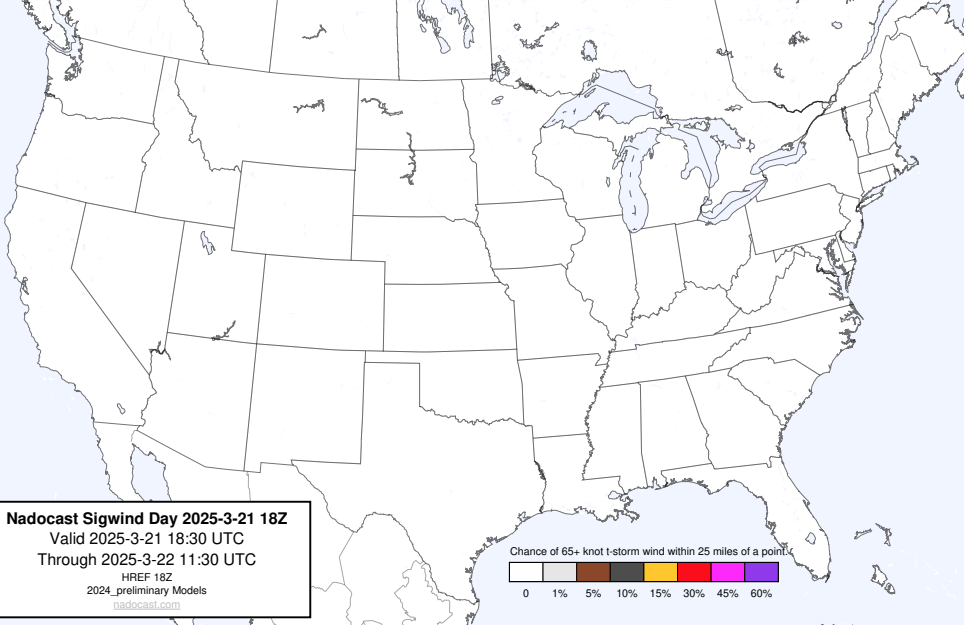 Nadocast Sigwind Day 2025-3-21 18Z
Valid 2025-3-21 18:30 UTC
Through 2025-3-22 11:30 UTC
HREF 18Z
2024_preliminary Models
nadocast.com
Chance of 65+ knot t-storm wind within 25 miles of a point.
0 1% 5% 10% 15% 30% 45% 60%